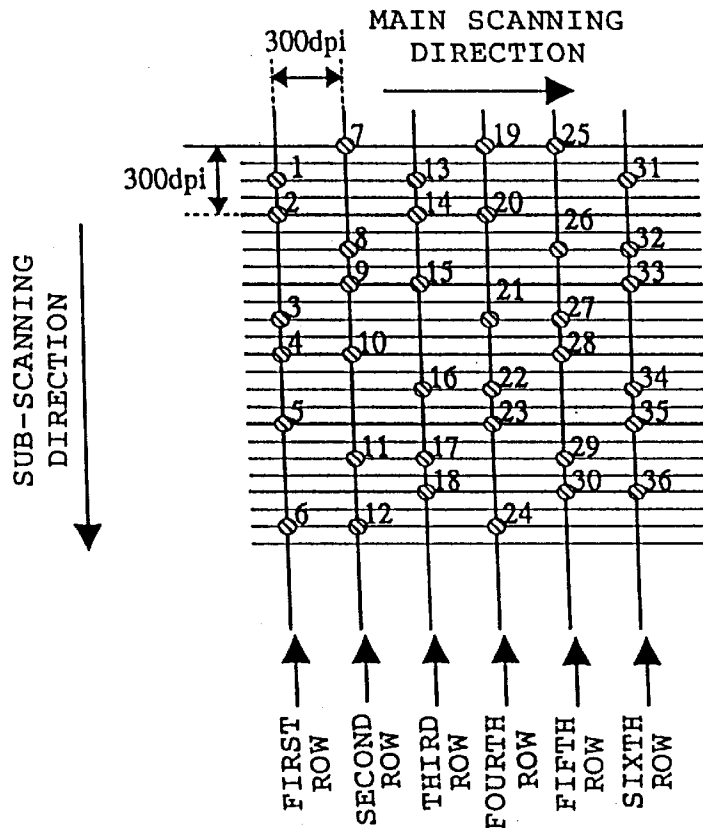 MAIN SCANNING
DIRECTION
300dpi
7 19 25
300dpi
1 13 31
2 14 20
8 26 32
9 15 33
3 21 27
4 10 28
16 22 34
5 23 35
11 17 29
18 30 36
6 12 24
SUB-SCANNING
DIRECTION
FIRST
ROW
SECOND
ROW
THIRD
ROW
FOURTH
ROW
FIFTH
ROW
SIXTH
ROW